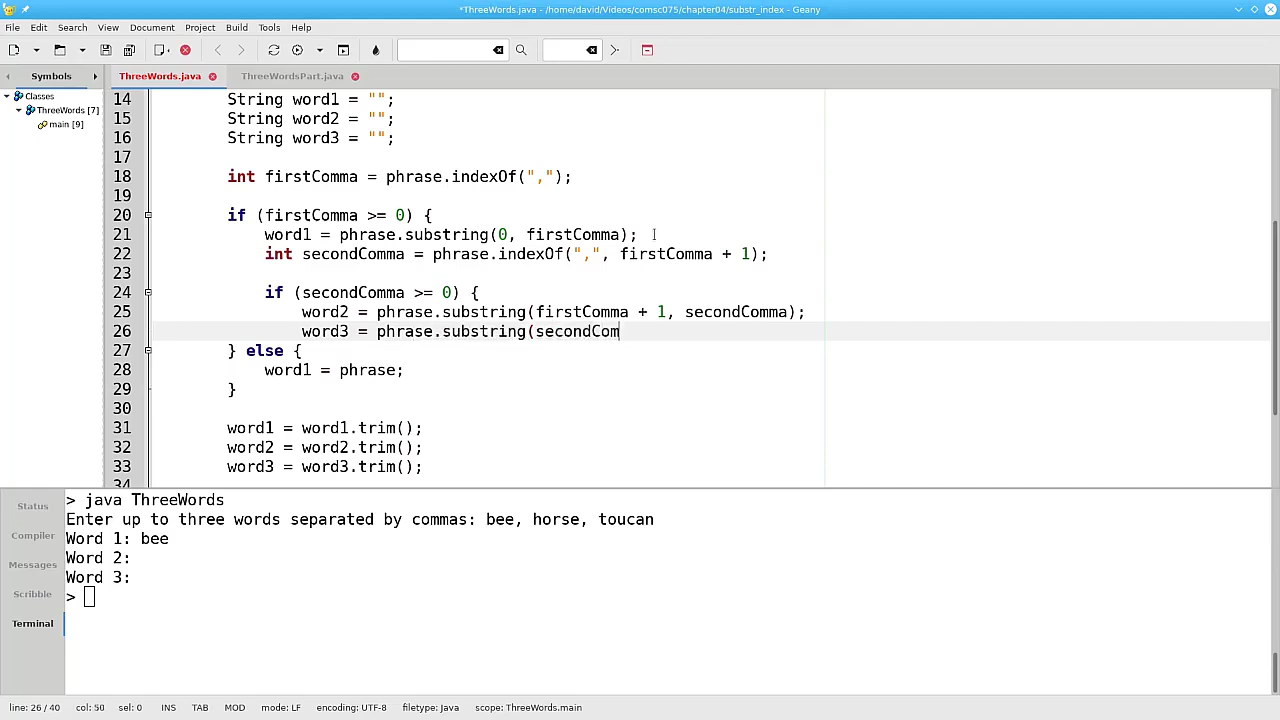 *ThreeWords.java - /home/david/Videos/comsc075/chapter04/substr_index - Geany
File Edit Search View Document Project Build Tools Help
Symbols ThreeWords.java ThreeWordsPart.java
Classes
ThreeWords [7]
main [9]
14 String word1 = "";
15 String word2 = "";
16 String word3 = "";
17
18 int firstComma = phrase.indexOf(",");
19
20 if (firstComma >= 0) {
21 word1 = phrase.substring(0, firstComma);
22 int secondComma = phrase.indexOf(",", firstComma + 1);
23
24 if (secondComma >= 0) {
25 word2 = phrase.substring(firstComma + 1, secondComma);
26 word3 = phrase.substring(secondCom
27 } else {
28 word1 = phrase;
29 }
30
31 word1 = word1.trim();
32 word2 = word2.trim();
33 word3 = word3.trim();
34
Status
Compiler
Messages
Scribble
Terminal
> java ThreeWords
Enter up to three words separated by commas: bee, horse, toucan
Word 1: bee
Word 2:
Word 3:
>
line: 26 / 40 col: 50 sel: 0 INS TAB MOD mode: LF encoding: UTF-8 filetype: Java scope: ThreeWords.main